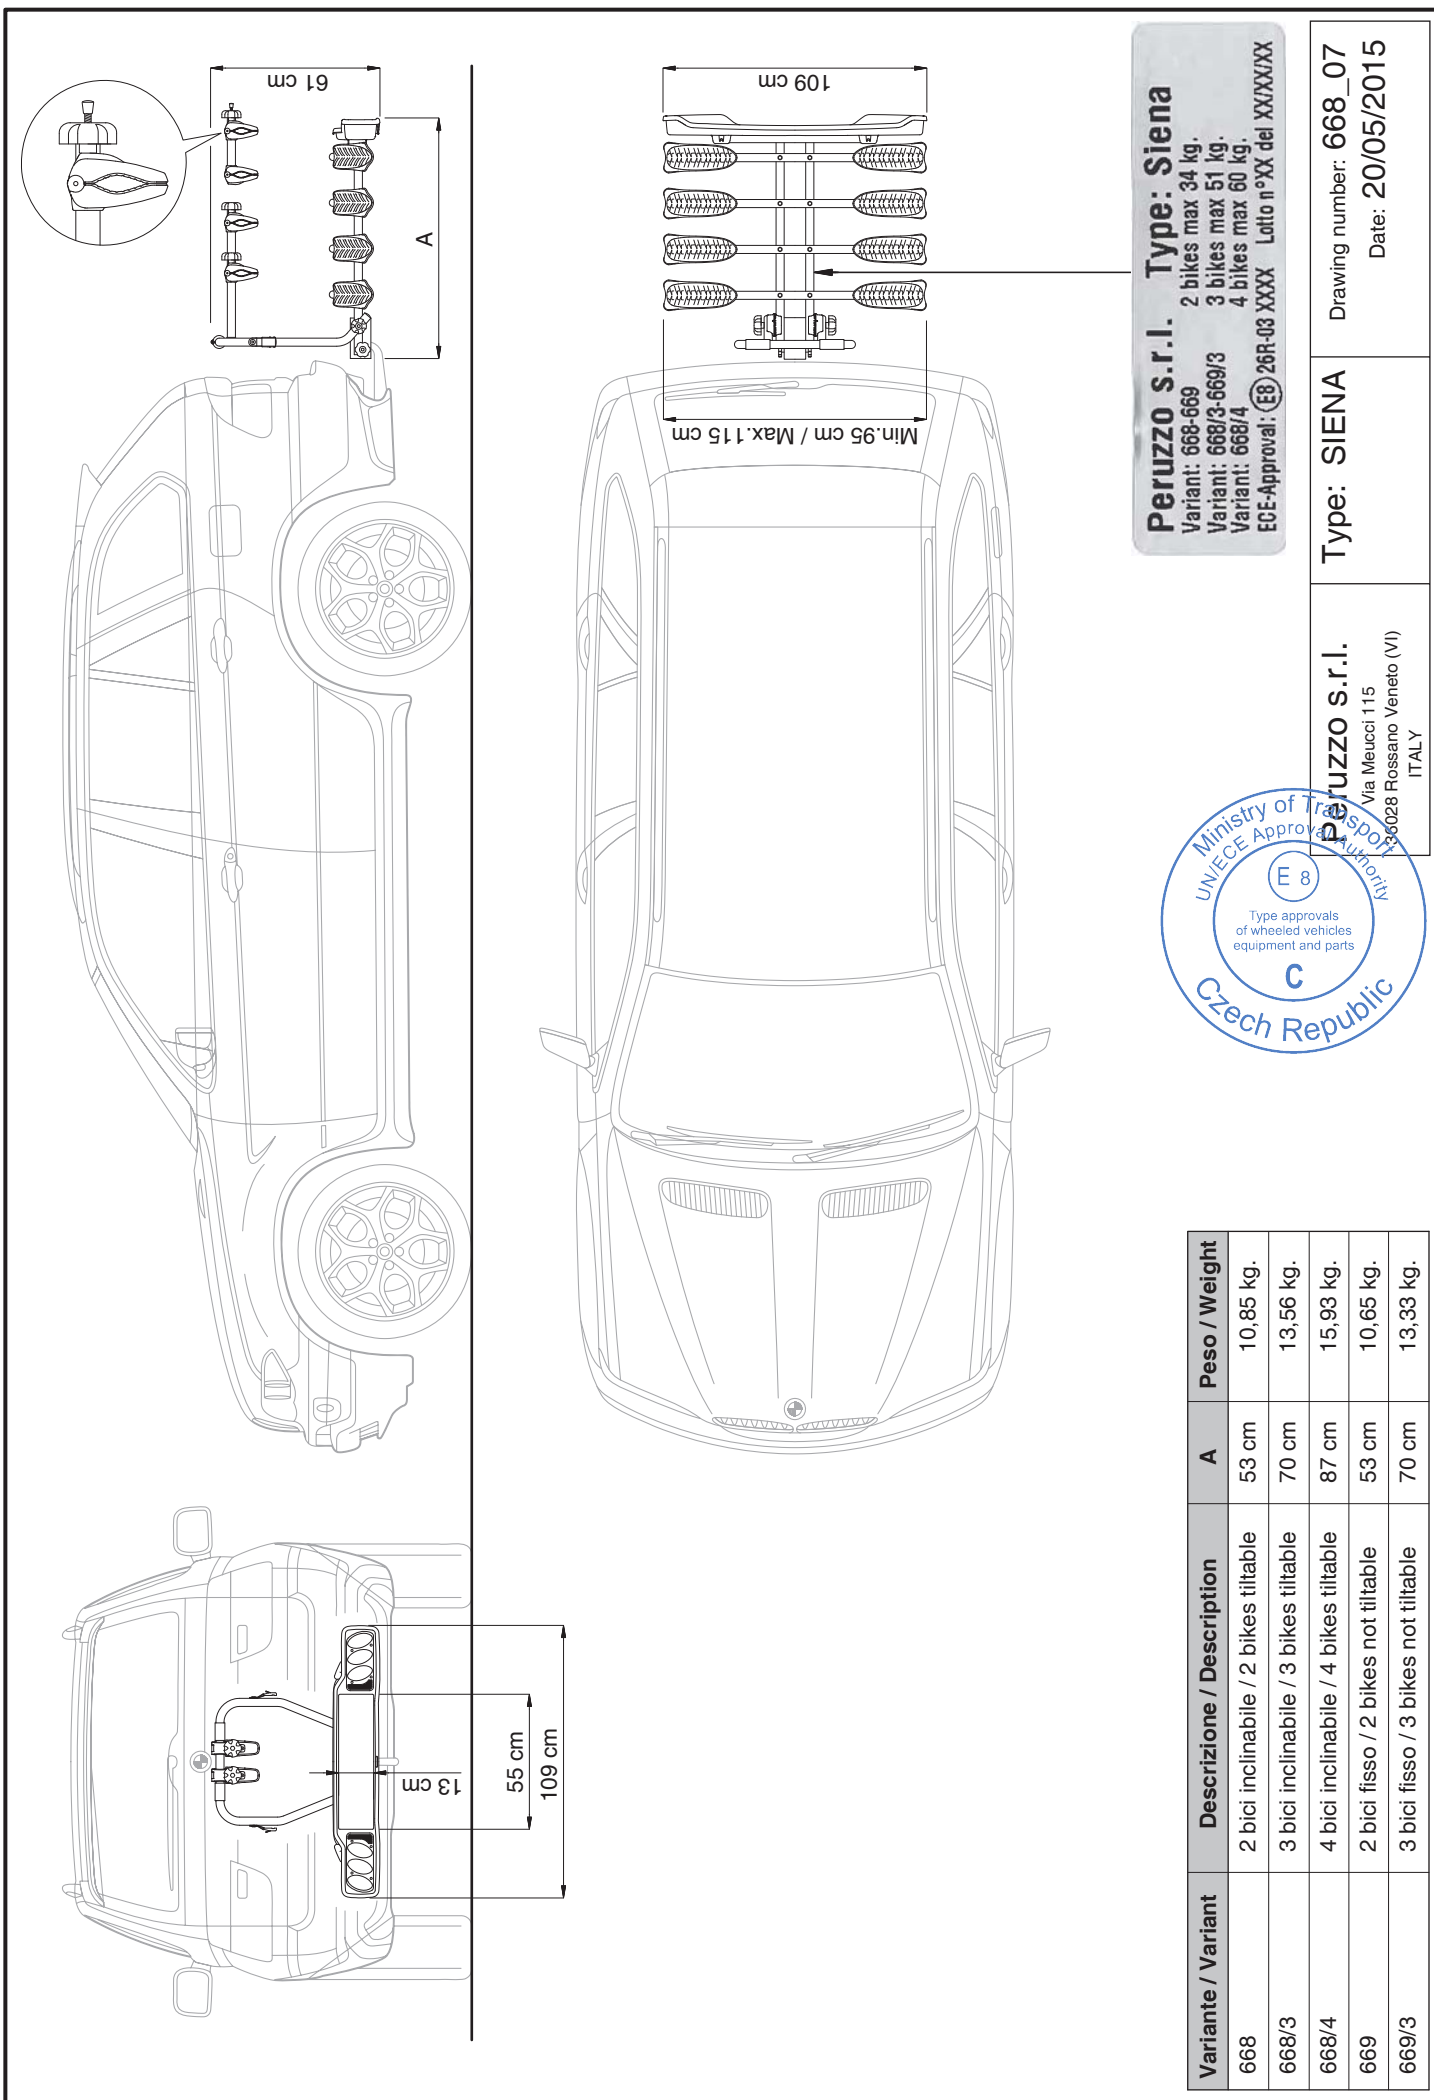 61 cm
A
109 cm
Min.95 cm / Max.115 cm
13 cm
55 cm
109 cm
Peruzzo s.r.l. Type: Siena
Variant: 668-669 2 bikes max 34 kg.
Variant: 668/3-669/3 3 bikes max 51 kg.
Variant: 668/4 4 bikes max 60 kg.
ECE-Approval: E8 26R-03 XXXX Lotto n°XX del XX/XX/XX
Peruzzo s.r.l.
Via Meucci 115
36028 Rossano Veneto (VI)
ITALY
Type: SIENA
Drawing number: 668_07
Date: 20/05/2015
Ministry of Transport
UN/ECE Approval Authority
E 8
Type approvals
of wheeled vehicles
equipment and parts
C
Czech Republic
Variante / Variant Descrizione / Description A Peso / Weight
668 2 bici inclinabile / 2 bikes tiltable 53 cm 10,85 kg.
668/3 3 bici inclinabile / 3 bikes tiltable 70 cm 13,56 kg.
668/4 4 bici inclinabile / 4 bikes tiltable 87 cm 15,93 kg.
669 2 bici fisso / 2 bikes not tiltable 53 cm 10,65 kg.
669/3 3 bici fisso / 3 bikes not tiltable 70 cm 13,33 kg.